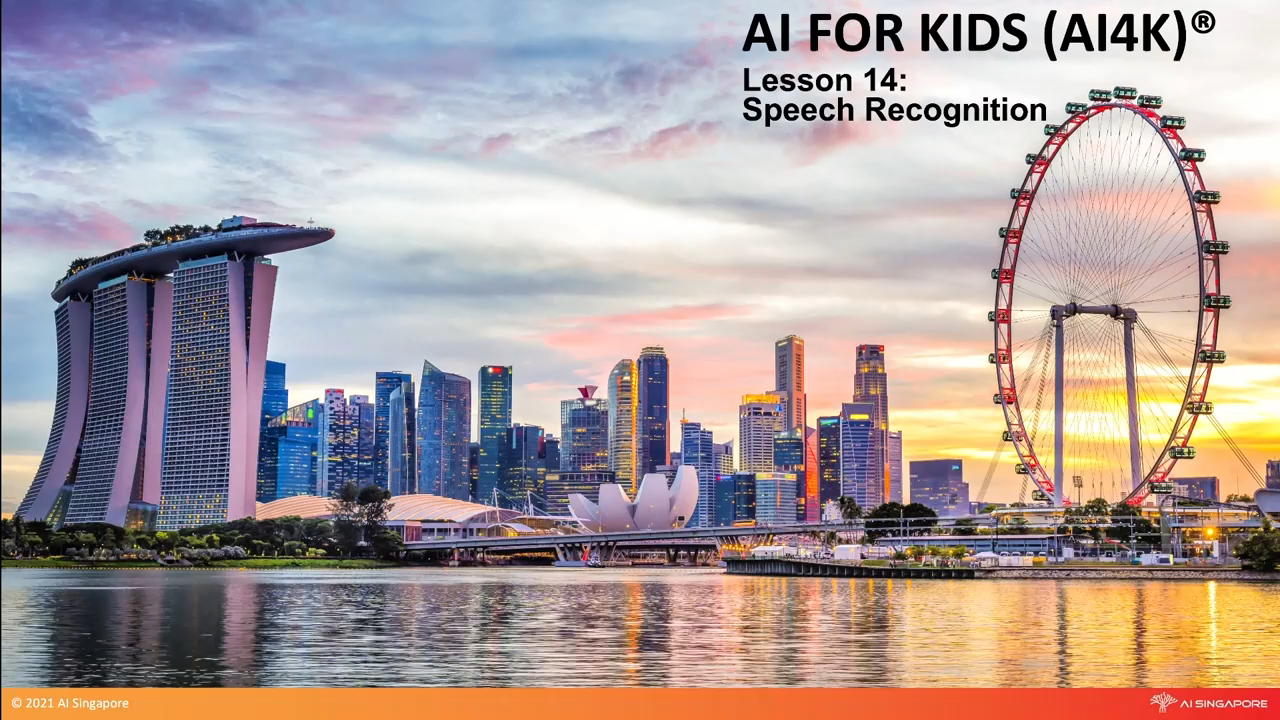 AI FOR KIDS (AI4K)®
Lesson 14:
Speech Recognition
© 2021 AI Singapore
AI SINGAPORE